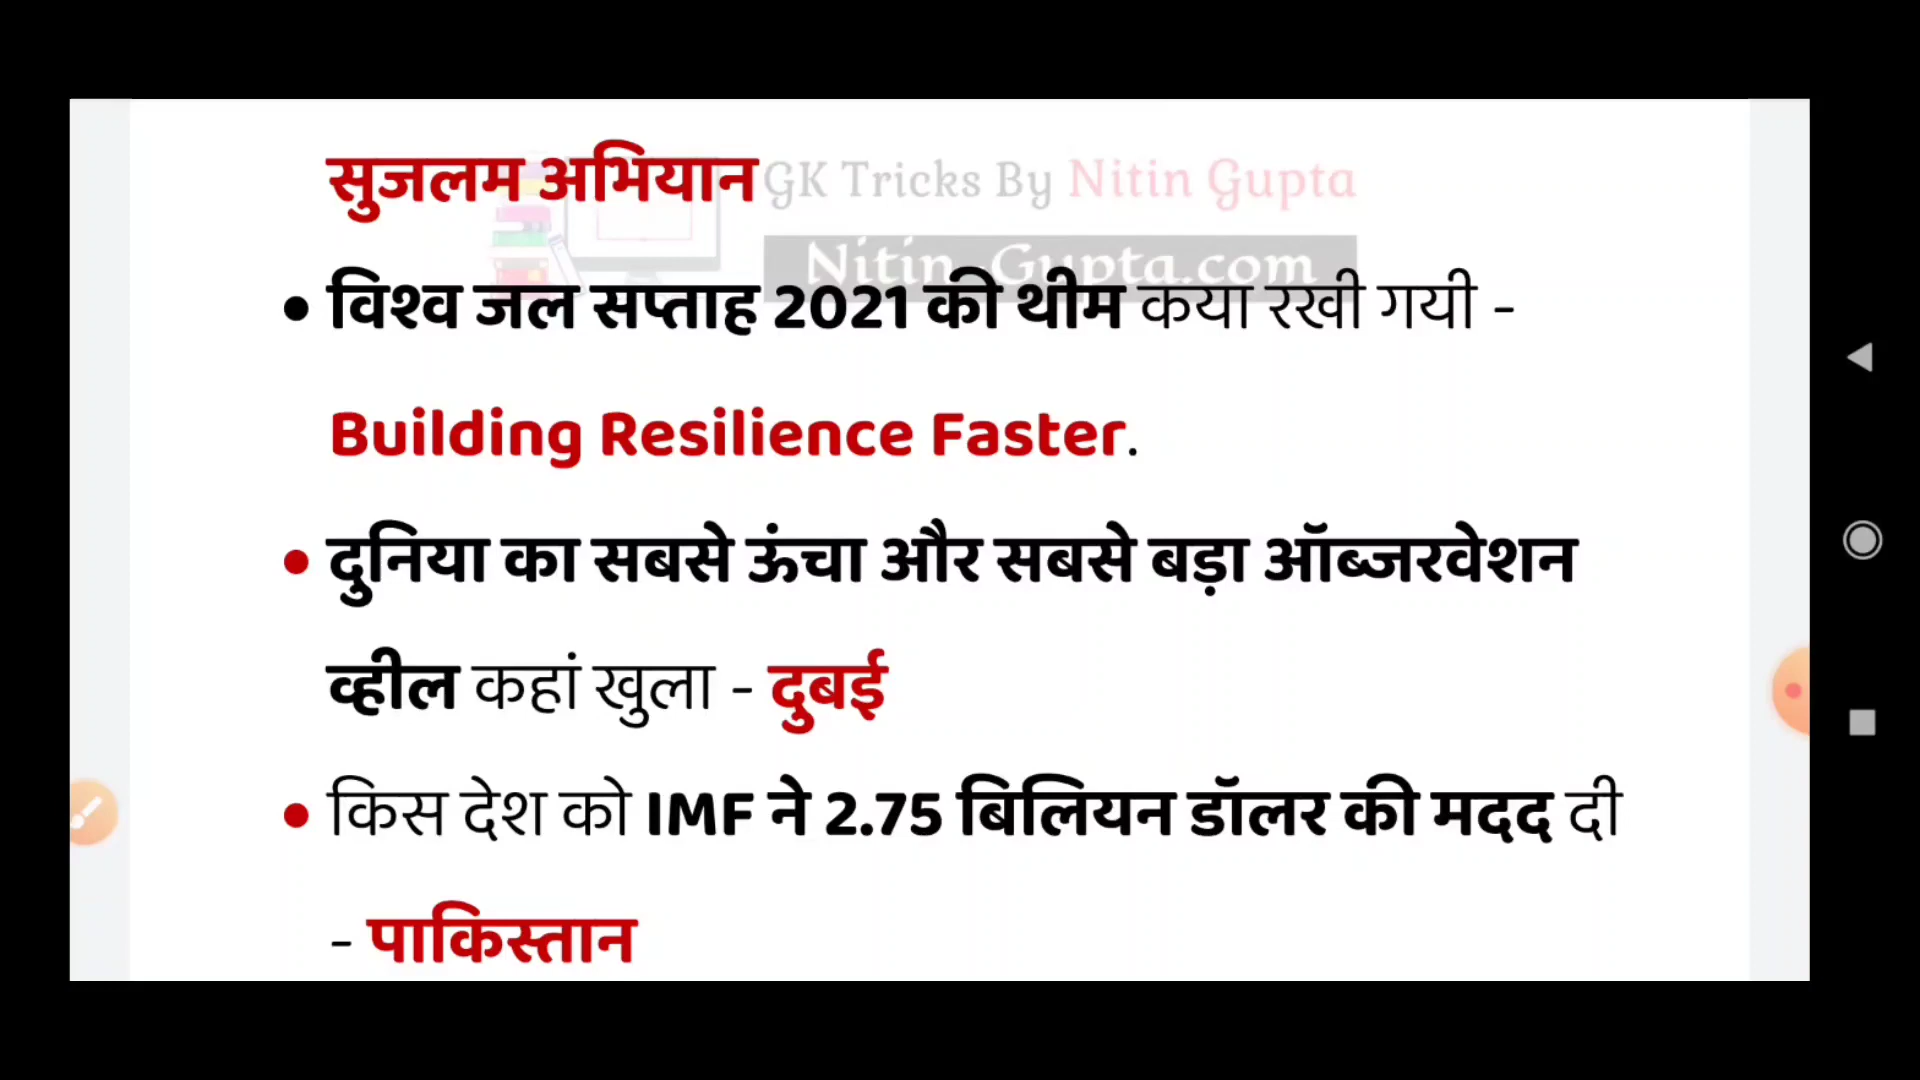 सुजलम अभियान GK Tricks By Nitin Gupta
Nitin-Gupta.com
• विश्व जल सप्ताह 2021 की थीम कया रखी गयी -
Building Resilience Faster.
• दुनिया का सबसे ऊंचा और सबसे बड़ा ऑब्जरवेशन
व्हील कहां खुला - दुबई
• किस देश को IMF ने 2.75 बिलियन डॉलर की मदद दी
- पाकिस्तान